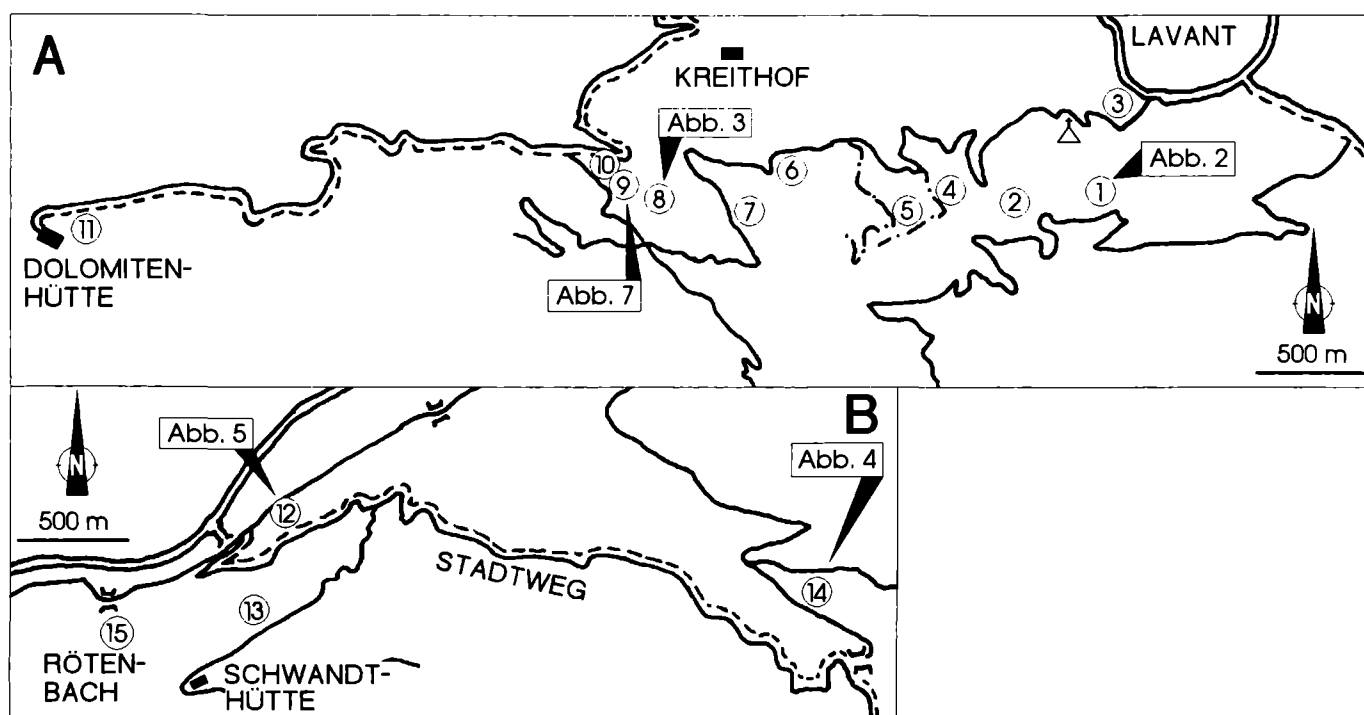 A
LAVANT
KREITHOF
3
Abb. 3
Abb. 2
10
6
9
8
4
1
5
2
7
11
DOLOMITEN-
HÜTTE
Abb. 7
N
500 m
B
Abb. 5
Abb. 4
N
500 m
12
STADTWEG
14
13
15
RÖTEN-
BACH
SCHWANDT-
HÜTTE